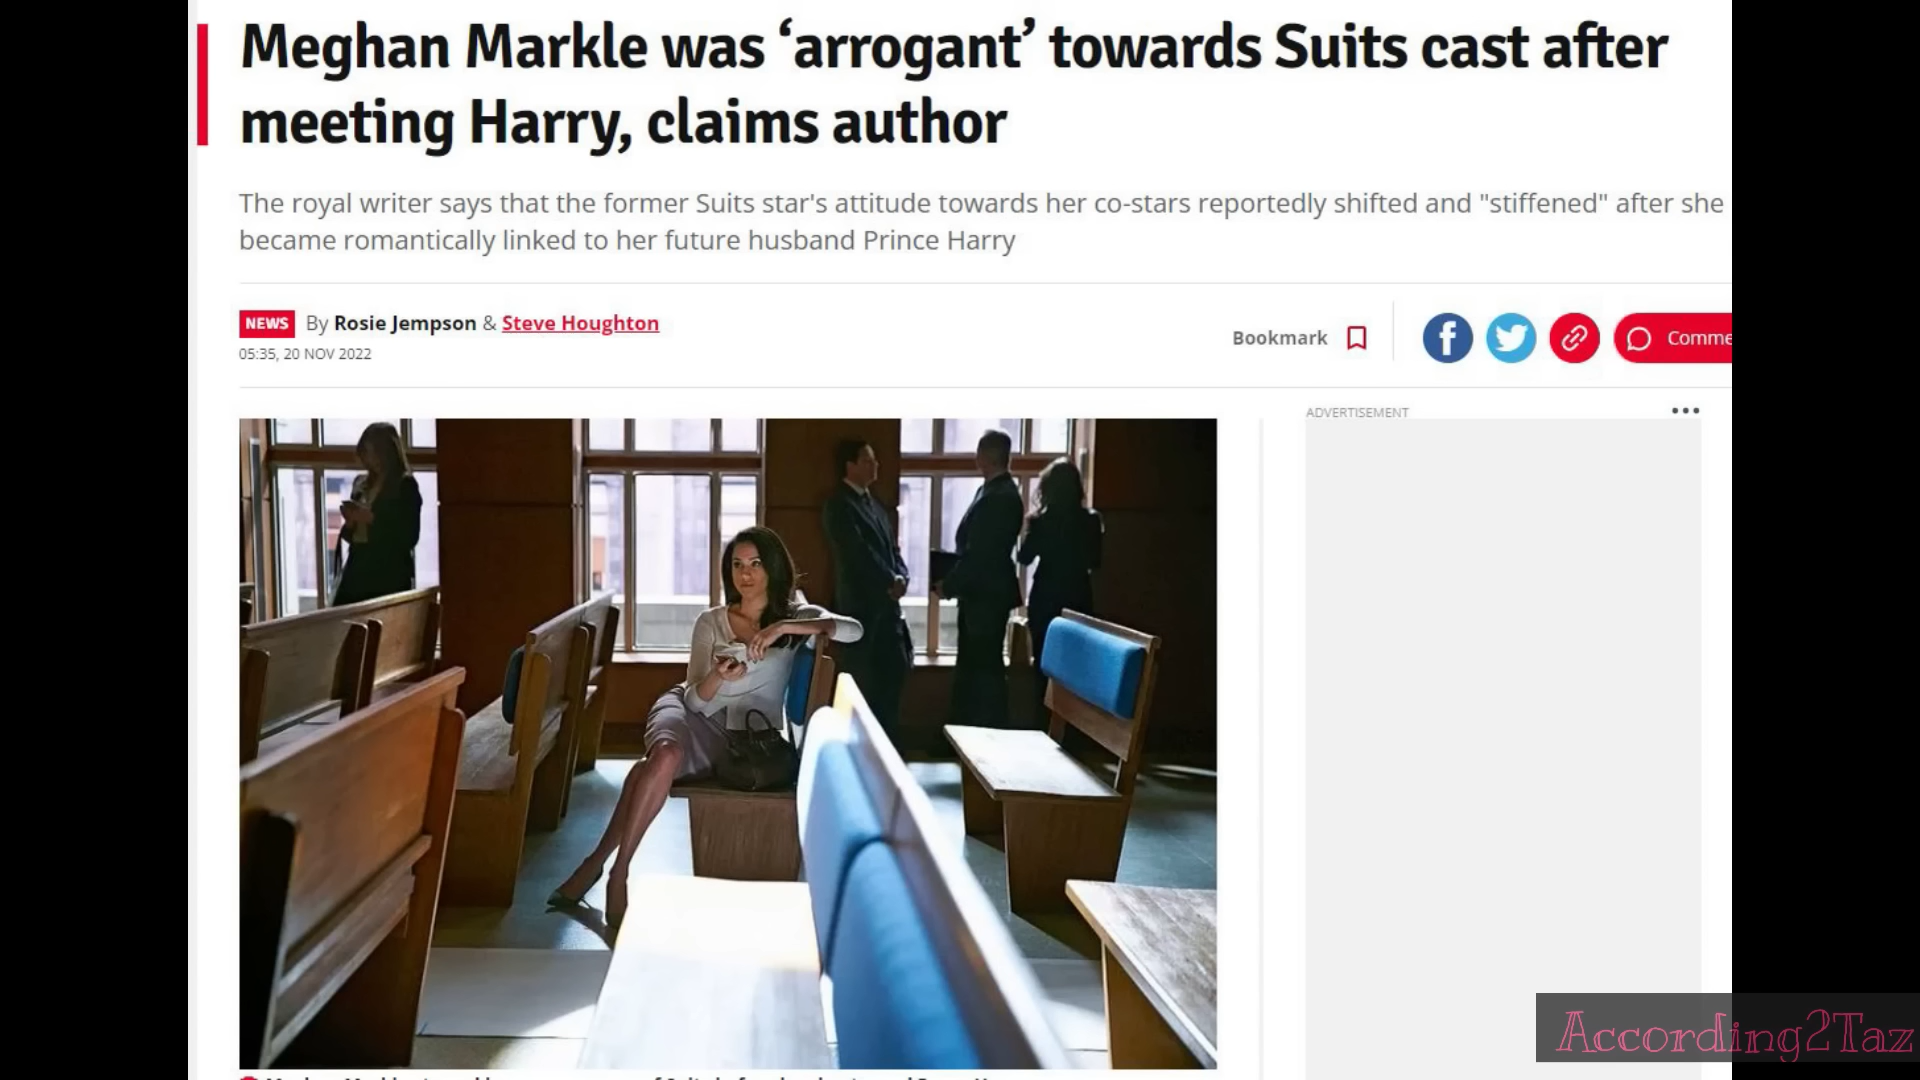 Meghan Markle was ‘arrogant’ towards Suits cast after
meeting Harry, claims author
The royal writer says that the former Suits star's attitude towards her co-stars reportedly shifted and "stiffened" after she
became romantically linked to her future husband Prince Harry
NEWS By Rosie Jempson & Steve Houghton
05:35, 20 NOV 2022
Bookmark
Comme
ADVERTISEMENT
According2Taz